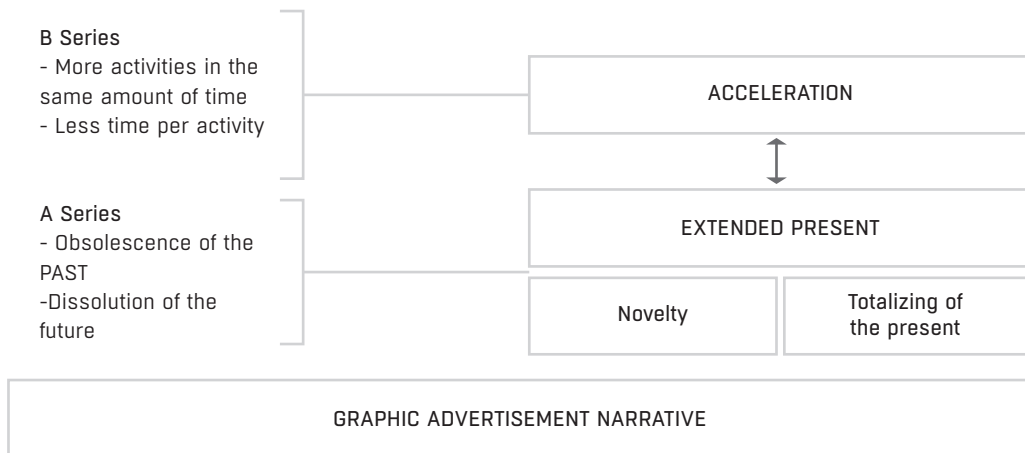 B Series
- More activities in the
same amount of time
- Less time per activity
ACCELERATION
A Series
- Obsolescence of the
PAST
-Dissolution of the
future
EXTENDED PRESENT
Novelty
Totalizing of
the present
GRAPHIC ADVERTISEMENT NARRATIVE